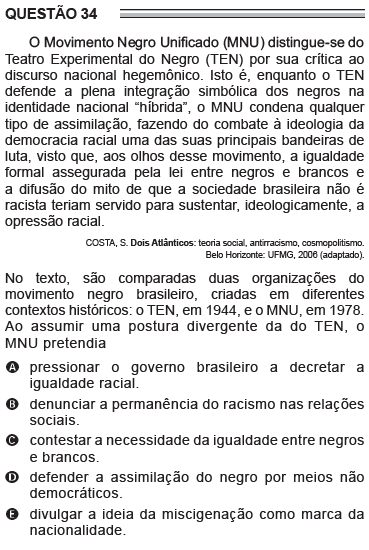 QUESTÃO 34
O Movimento Negro Unificado (MNU) distingue-se do
Teatro Experimental do Negro (TEN) por sua crítica ao
discurso nacional hegemônico. Isto é, enquanto o TEN
defende a plena integração simbólica dos negros na
identidade nacional “híbrida”, o MNU condena qualquer
tipo de assimilação, fazendo do combate à ideologia da
democracia racial uma das suas principais bandeiras de
luta, visto que, aos olhos desse movimento, a igualdade
formal assegurada pela lei entre negros e brancos e
a difusão do mito de que a sociedade brasileira não é
racista teriam servido para sustentar, ideologicamente, a
opressão racial.
COSTA, S. Dois Atlânticos: teoria social, antirracismo, cosmopolitismo.
Belo Horizonte: UFMG, 2006 (adaptado).
No texto, são comparadas duas organizações do
movimento negro brasileiro, criadas em diferentes
contextos históricos: o TEN, em 1944, e o MNU, em 1978.
Ao assumir uma postura divergente da do TEN, o
MNU pretendia
A pressionar o governo brasileiro a decretar a
igualdade racial.
B denunciar a permanência do racismo nas relações
sociais.
C contestar a necessidade da igualdade entre negros
e brancos.
D defender a assimilação do negro por meios não
democráticos.
E divulgar a ideia da miscigenação como marca da
nacionalidade.